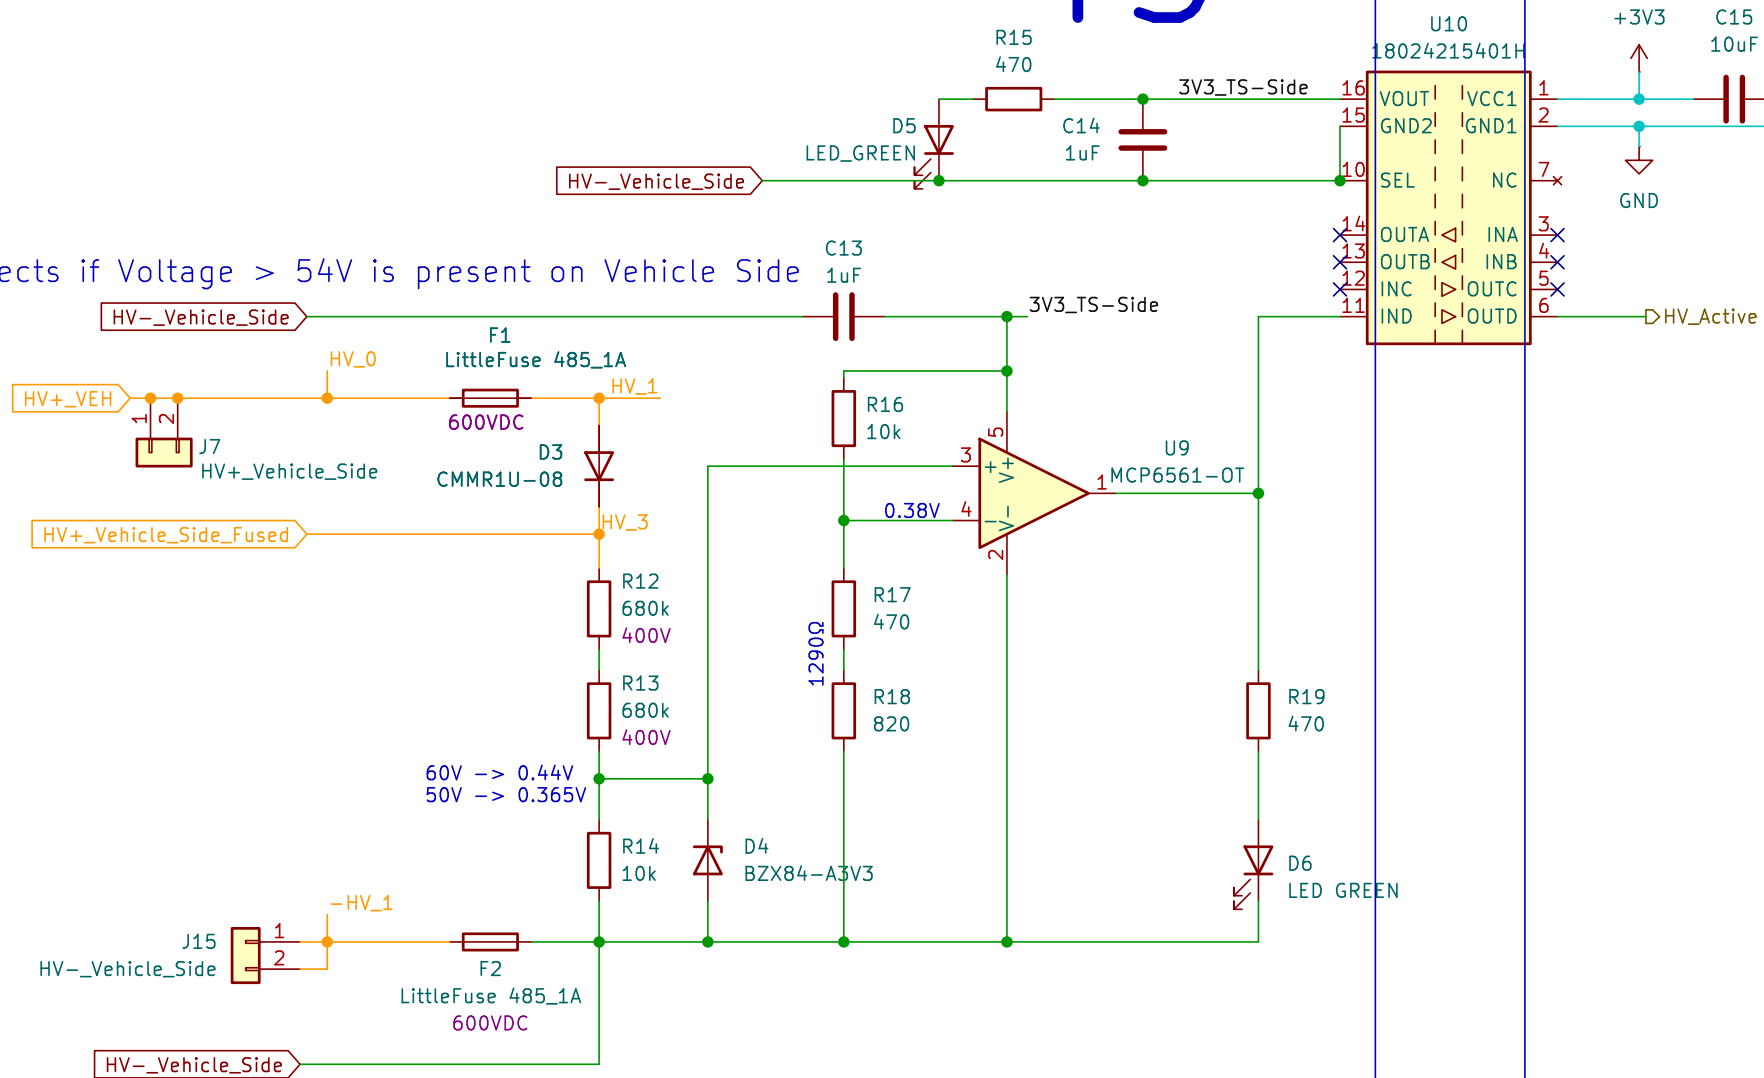 R15
470
3V3_TS-Side
D5
LED_GREEN
C14
1uF
HV-_Vehicle_Side
U10
18024215401H
16
VOUT
VCC1
1
15
GND2
GND1
2
10
SEL
NC
7
14
OUTA
INA
3
13
OUTB
INB
4
12
INC
OUTC
5
11
IND
OUTD
6
+3V3
C15
10uF
GND
HV_Active
ects if Voltage > 54V is present on Vehicle Side
C13
1uF
HV-_Vehicle_Side
3V3_TS-Side
F1
LittleFuse 485_1A
600VDC
HV_0
HV_1
HV+_VEH
1
2
J7
HV+_Vehicle_Side
D3
CMMR1U-08
HV+_Vehicle_Side_Fused
HV_3
R12
680k
400V
R13
680k
400V
60V -> 0.44V
50V -> 0.365V
R14
10k
D4
BZX84-A3V3
R16
10k
0.38V
R17
470
1290Ω
R18
820
3
+
4
-
5
V+
V-
2
1
U9
MCP6561-OT
R19
470
D6
LED GREEN
-HV_1
J15
HV-_Vehicle_Side
1
2
F2
LittleFuse 485_1A
600VDC
HV-_Vehicle_Side